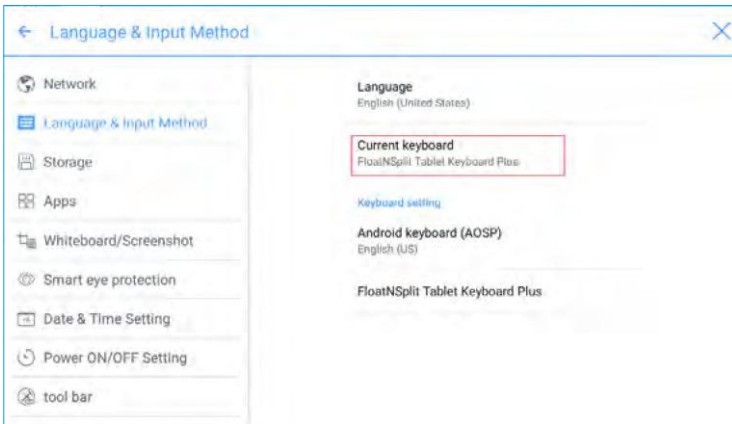 Language & Input Method
Network
Language & Input Method
Storage
Apps
Whiteboard/Screenshot
Smart eye protection
Date & Time Setting
Power ON/OFF Setting
tool bar
Language
English (United States)
Current keyboard
FloatNSplit Tablet Keyboard Plus
Keyboard setting
Android keyboard (AOSP)
English (US)
FloatNSplit Tablet Keyboard Plus